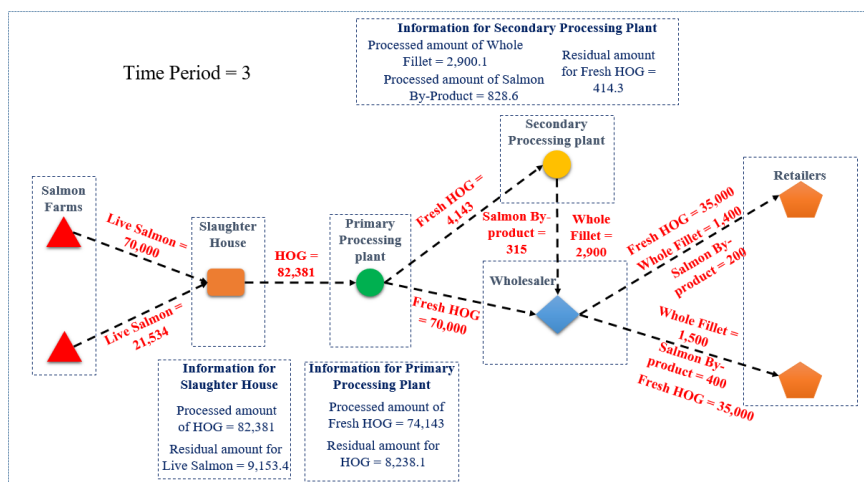 Information for Secondary Processing Plant
Processed amount of Whole
Fillet = 2,900.1
Processed amount of Salmon
By-Product = 828.6
Residual amount
for Fresh HOG =
414.3
Time Period = 3
Secondary
Processing plant
Salmon
Farms
Live Salmon =
70,000
Live Salmon =
21,534
Slaughter
House
HOG =
82,381
Primary
Processing
plant
Fresh HOG =
4,143
Fresh HOG
= 70,000
Salmon By-
product =
315
Whole
Fillet =
2,900
Wholesaler
Fresh HOG = 35,000
Whole Fillet = 1,400
Salmon By-
product = 200
Whole Fillet =
1,500
Salmon By-
product = 400
Fresh HOG = 35,000
Retailers
Information for
Slaughter House
Processed amount
of HOG = 82,381
Residual amount for
Live Salmon = 9,153.4
Information for Primary
Processing Plant
Processed amount of
Fresh HOG = 74,143
Residual amount for
HOG = 8,238.1